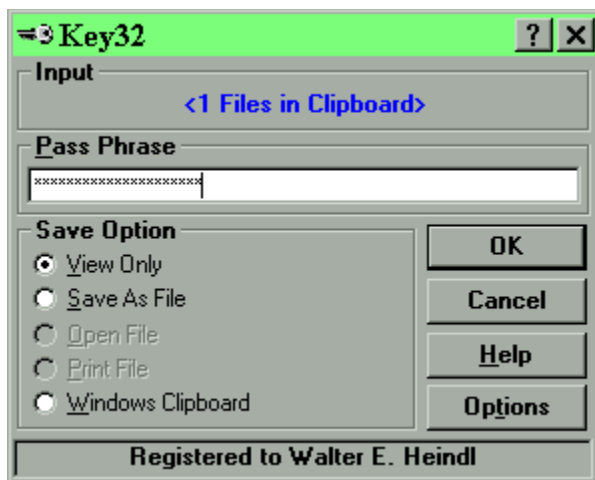 Key32
Input
<1 Files in Clipboard>
Pass Phrase
*********************
Save Option
View Only
Save As File
Open File
Print File
Windows Clipboard
OK
Cancel
Help
Options
Registered to Walter E. Heindl